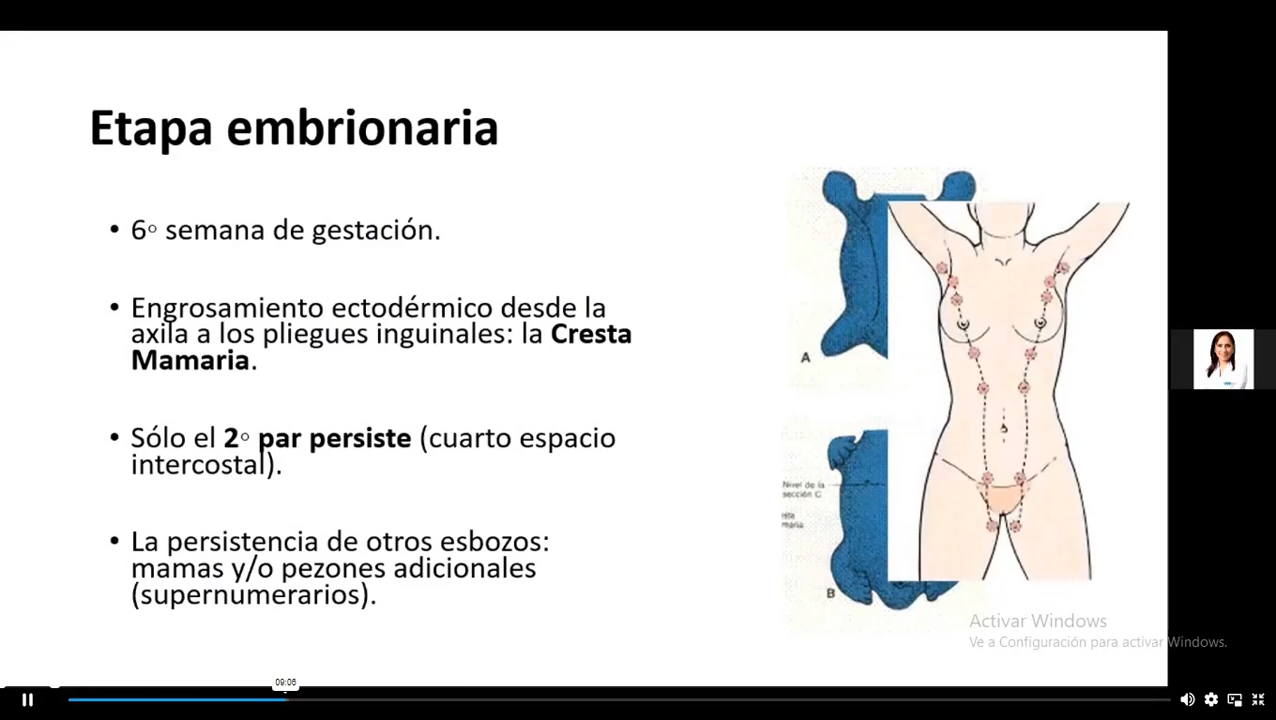 Etapa embrionaria
• 6◦ semana de gestación.
• Engrosamiento ectodérmico desde la
axila a los pliegues inguinales: la Cresta
Mamaria.
• Sólo el 2◦ par persiste (cuarto espacio
intercostal).
• La persistencia de otros esbozos:
mamas y/o pezones adicionales
(supernumerarios).
A
Nivel de la
sección C
B
Activar Windows
Ve a Configuración para activar Windows.
09:06